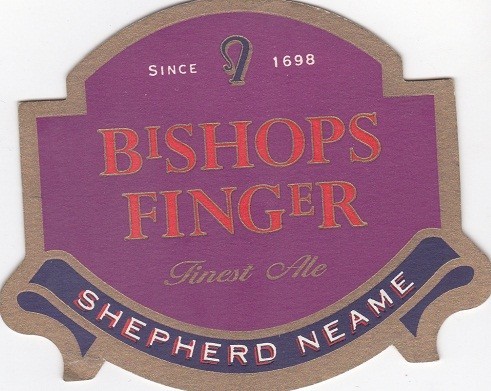 SINCE 1698
BISHOPS
FINGER
Finest Ale
SHEPHERD NEAME